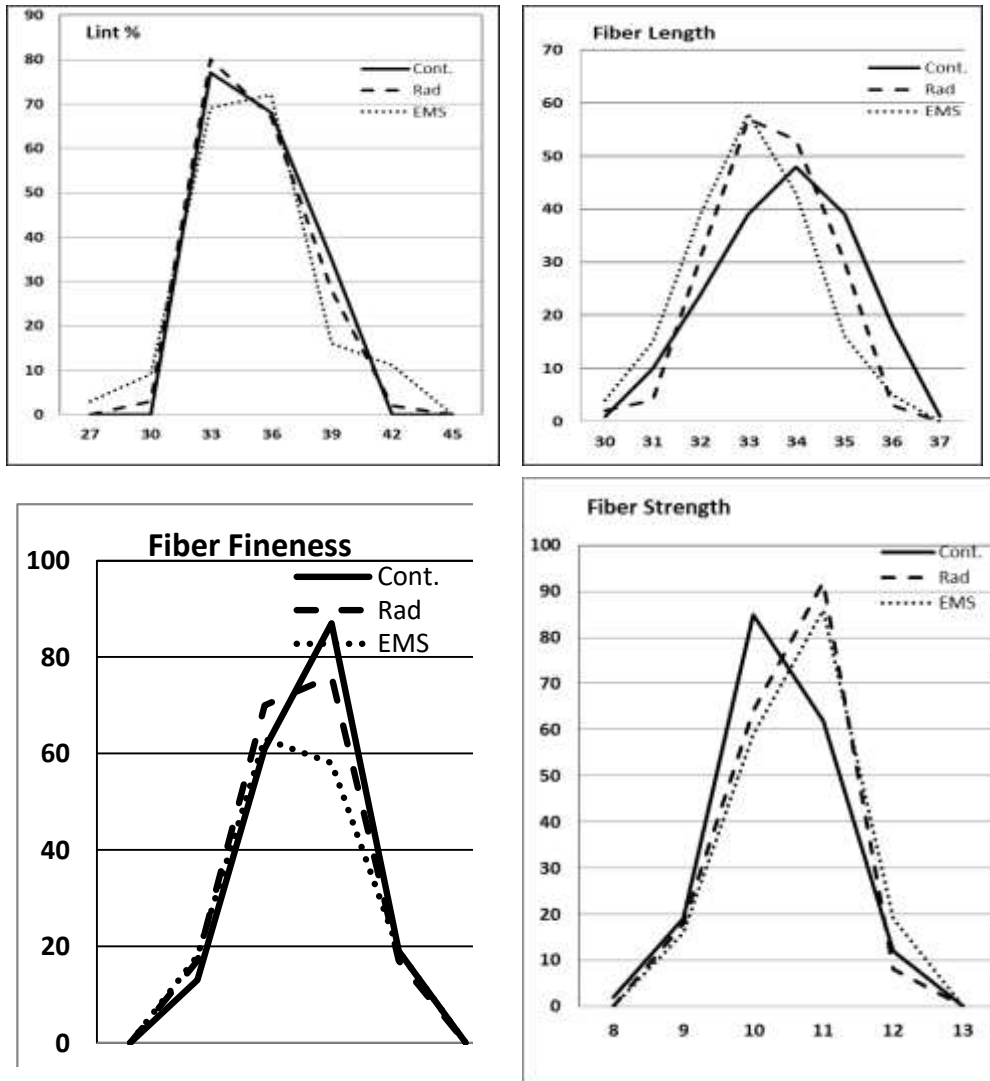 Lint %
90
80
70
60
50
40
30
20
10
0
27 30 33 36 39 42 45
Cont.
Rad
EMS
Fiber Length
70
60
50
40
30
20
10
0
30 31 32 33 34 35 36 37
Cont.
Rad
EMS
Fiber Fineness
100
80
60
40
20
0
Cont.
Rad
EMS
Fiber Strength
100
90
80
70
60
50
40
30
20
10
0
8 9 10 11 12 13
Cont.
Rad
EMS